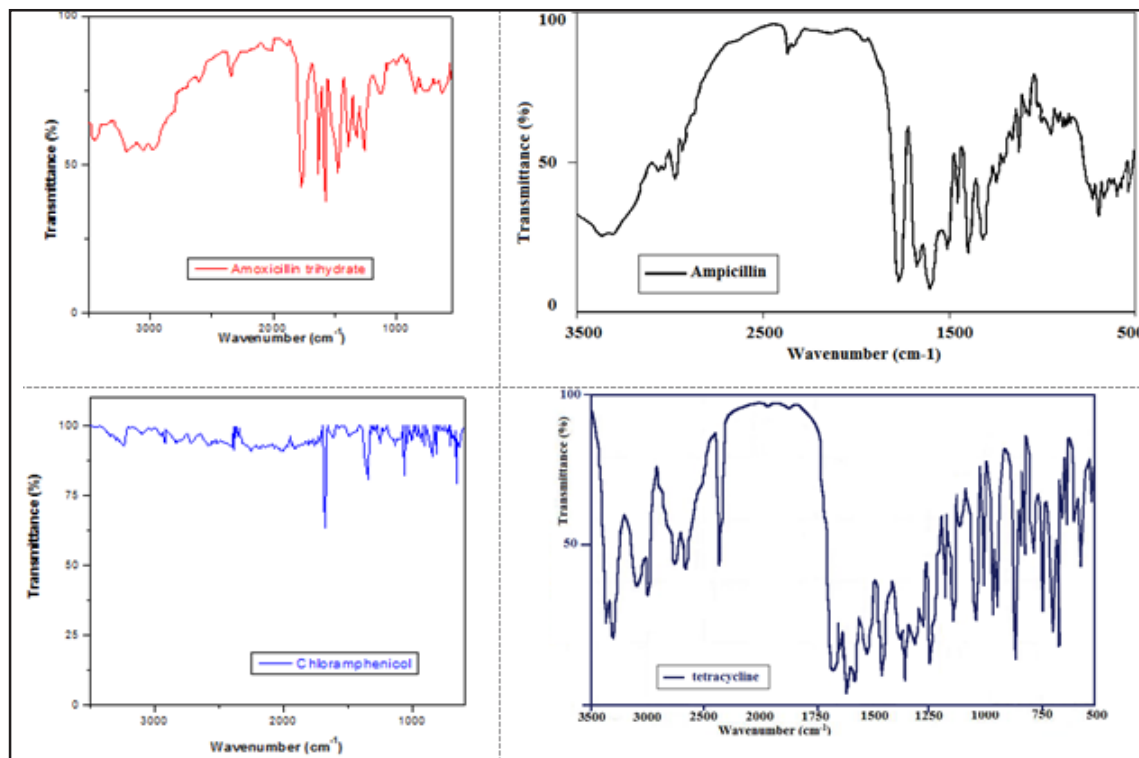 100
50
0
Transmittance (%)
Amoxicillin trihydrate
3000
2000
1000
Wavenumber (cm⁻¹)
100
50
0
Transmittance (%)
Ampicillin
3500
2500
1500
500
Wavenumber (cm-1)
100
75
50
25
0
Transmittance (%)
Chloramphenicol
3000
2000
1000
Wavenumber (cm⁻¹)
100
50
Transmittance (%)
tetracycline
3500 3000 2500 2000 1750 1500 1250 1000 750 500
Wavenumber (cm⁻¹)